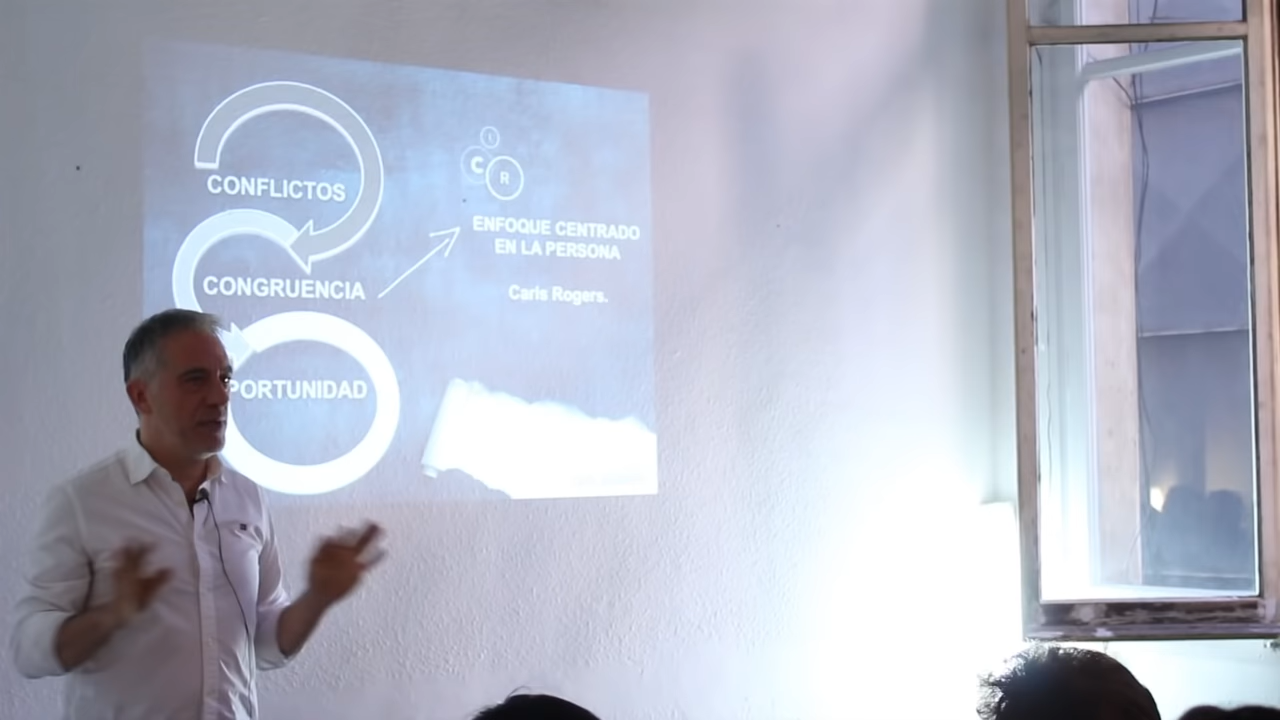 CONFLICTOS
CONGRUENCIA
PORTUNIDAD
C
R
ENFOQUE CENTRADO
EN LA PERSONA
Carls Rogers.